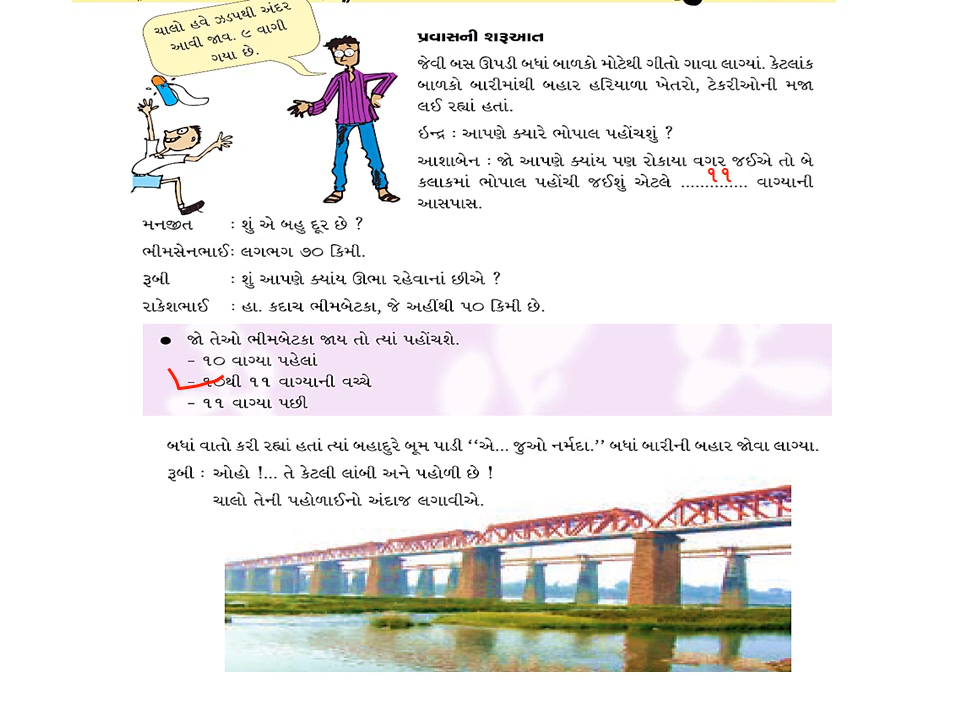 ચાલો હવે ઝડપથી અંદર
આવી જાવ. ૯ વાગી
ગયા છે.
પ્રવાસની શરૂઆત
જેવી બસ ઊપડી બધાં બાળકો મોટેથી ગીતો ગાવા લાગ્યાં. કેટલાંક
બાળકો બારીમાંથી બહાર હરિયાળા ખેતરો, ટેકરીઓની મજા
લઈ રહ્યાં હતાં.
ઇન્દ્ર : આપણે ક્યારે ભોપાલ પહોંચશું ?
આશાબેન : જો આપણે ક્યાંય પણ રોકાયા વગર જઈએ તો બે
કલાકમાં ભોપાલ પહોંચી જઈશું એટલે ....૧૧.... વાગ્યાની
આસપાસ.
મનજીત : શું એ બહુ દૂર છે ?
ભીમસેનભાઈ: લગભગ ૭૦ કિમી.
રૂબી : શું આપણે ક્યાંય ઊભા રહેવાનાં છીએ ?
રાકેશભાઈ : હા. કદાચ ભીમબેટકા, જે અહીંથી ૫૦ કિમી છે.
● જો તેઓ ભીમબેટકા જાય તો ત્યાં પહોંચશે.
– ૧૦ વાગ્યા પહેલાં
– ૧૦થી ૧૧ વાગ્યાની વચ્ચે
– ૧૧ વાગ્યા પછી
બધાં વાતો કરી રહ્યાં હતાં ત્યાં બહાદુરે બૂમ પાડી ‘‘એ... જુઓ નર્મદા.’’ બધાં બારીની બહાર જોવા લાગ્યા.
રૂબી : ઓહો !... તે કેટલી લાંબી અને પહોળી છે !
ચાલો તેની પહોળાઈનો અંદાજ લગાવીએ.